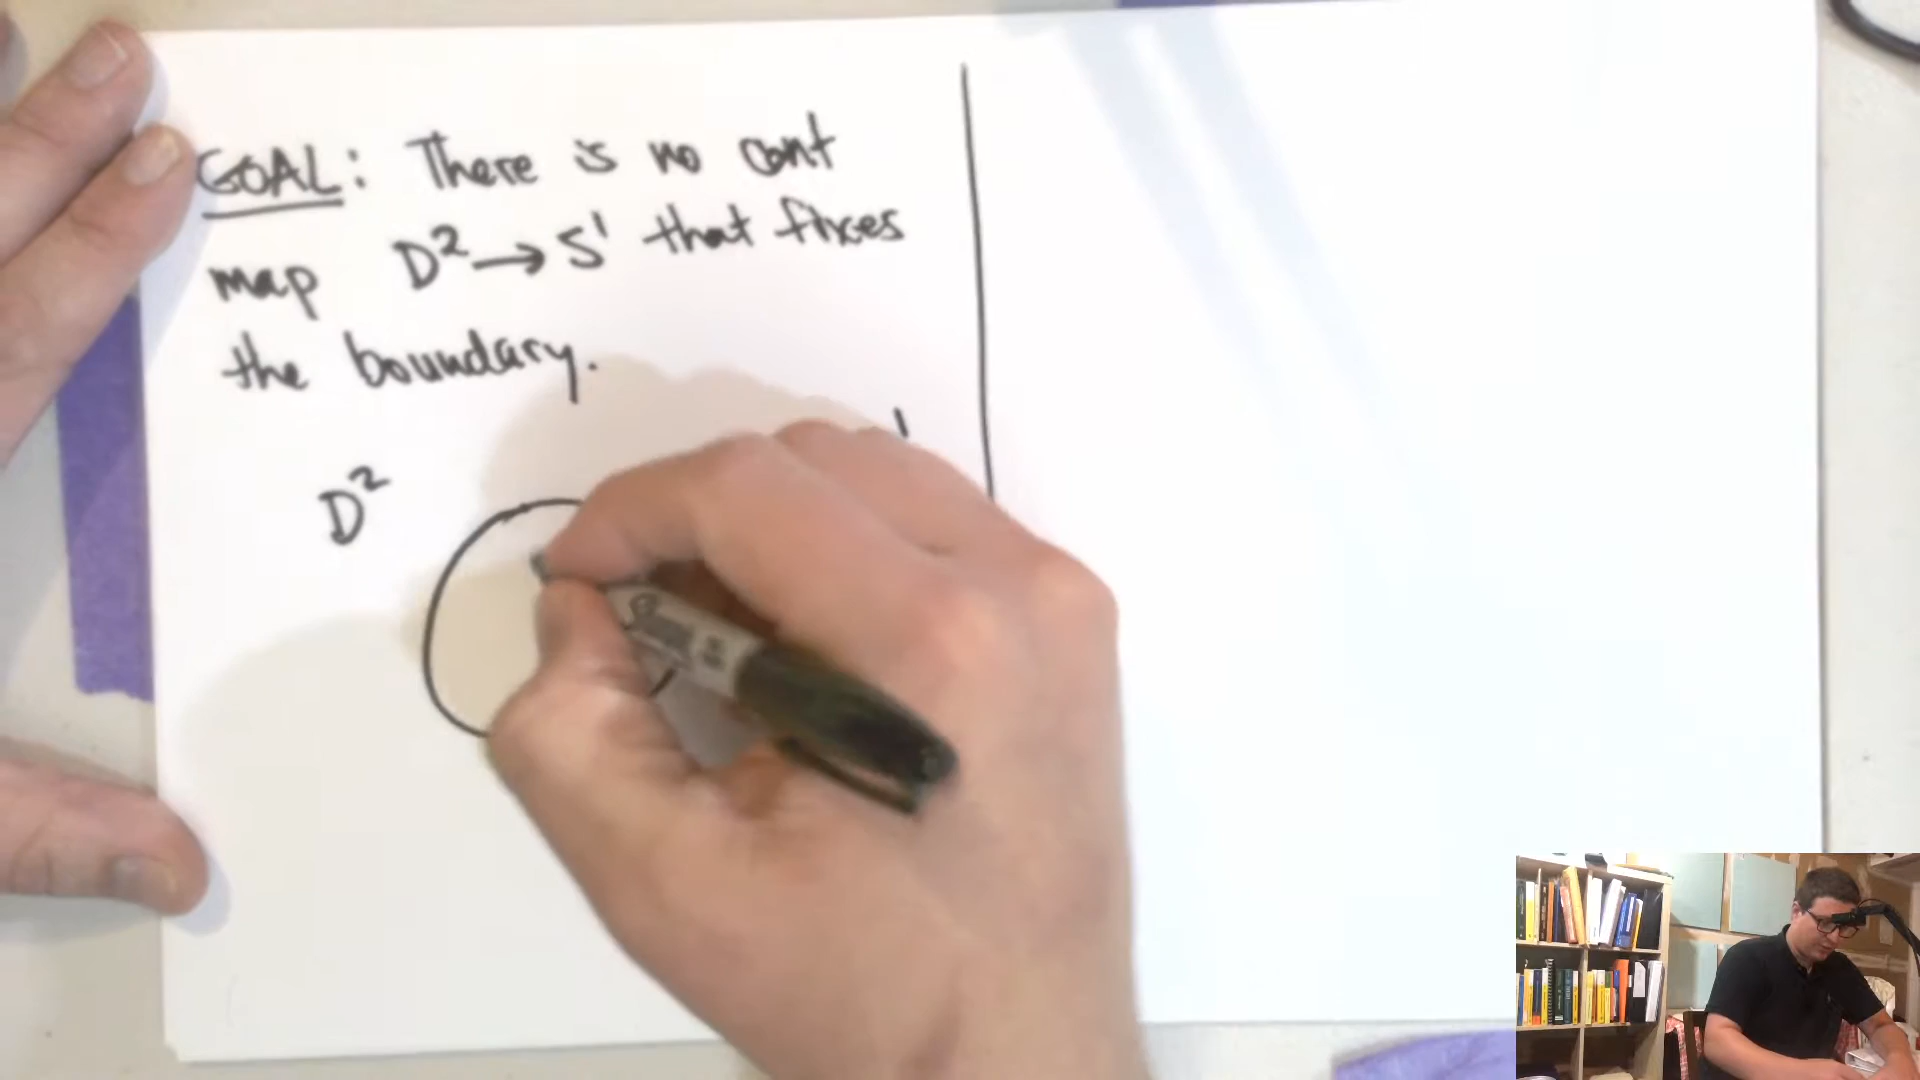 GOAL: There is no cont
map D²→S¹ that fixes
the boundary.
D²